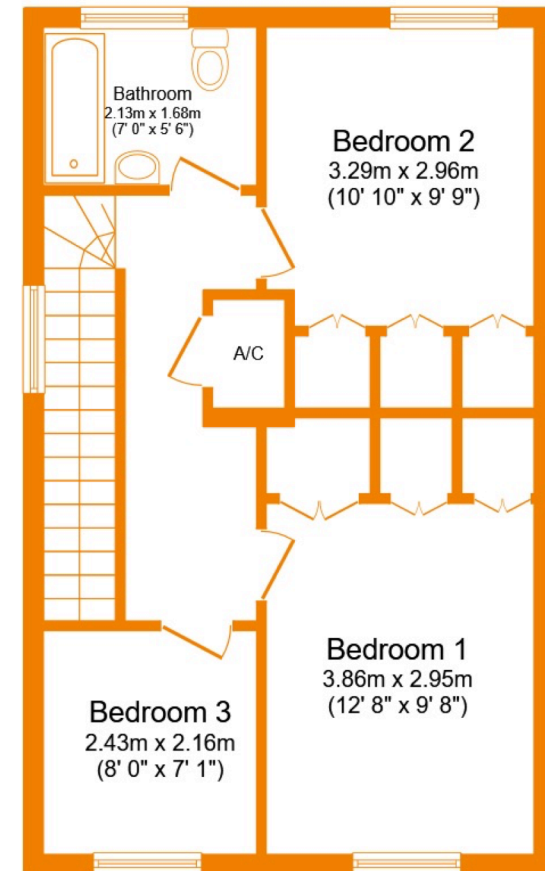 Bathroom
2.13m x 1.68m
(7' 0" x 5' 6")
Bedroom 2
3.29m x 2.96m
(10' 10" x 9' 9")
A/C
Bedroom 1
3.86m x 2.95m
(12' 8" x 9' 8")
Bedroom 3
2.43m x 2.16m
(8' 0" x 7' 1")